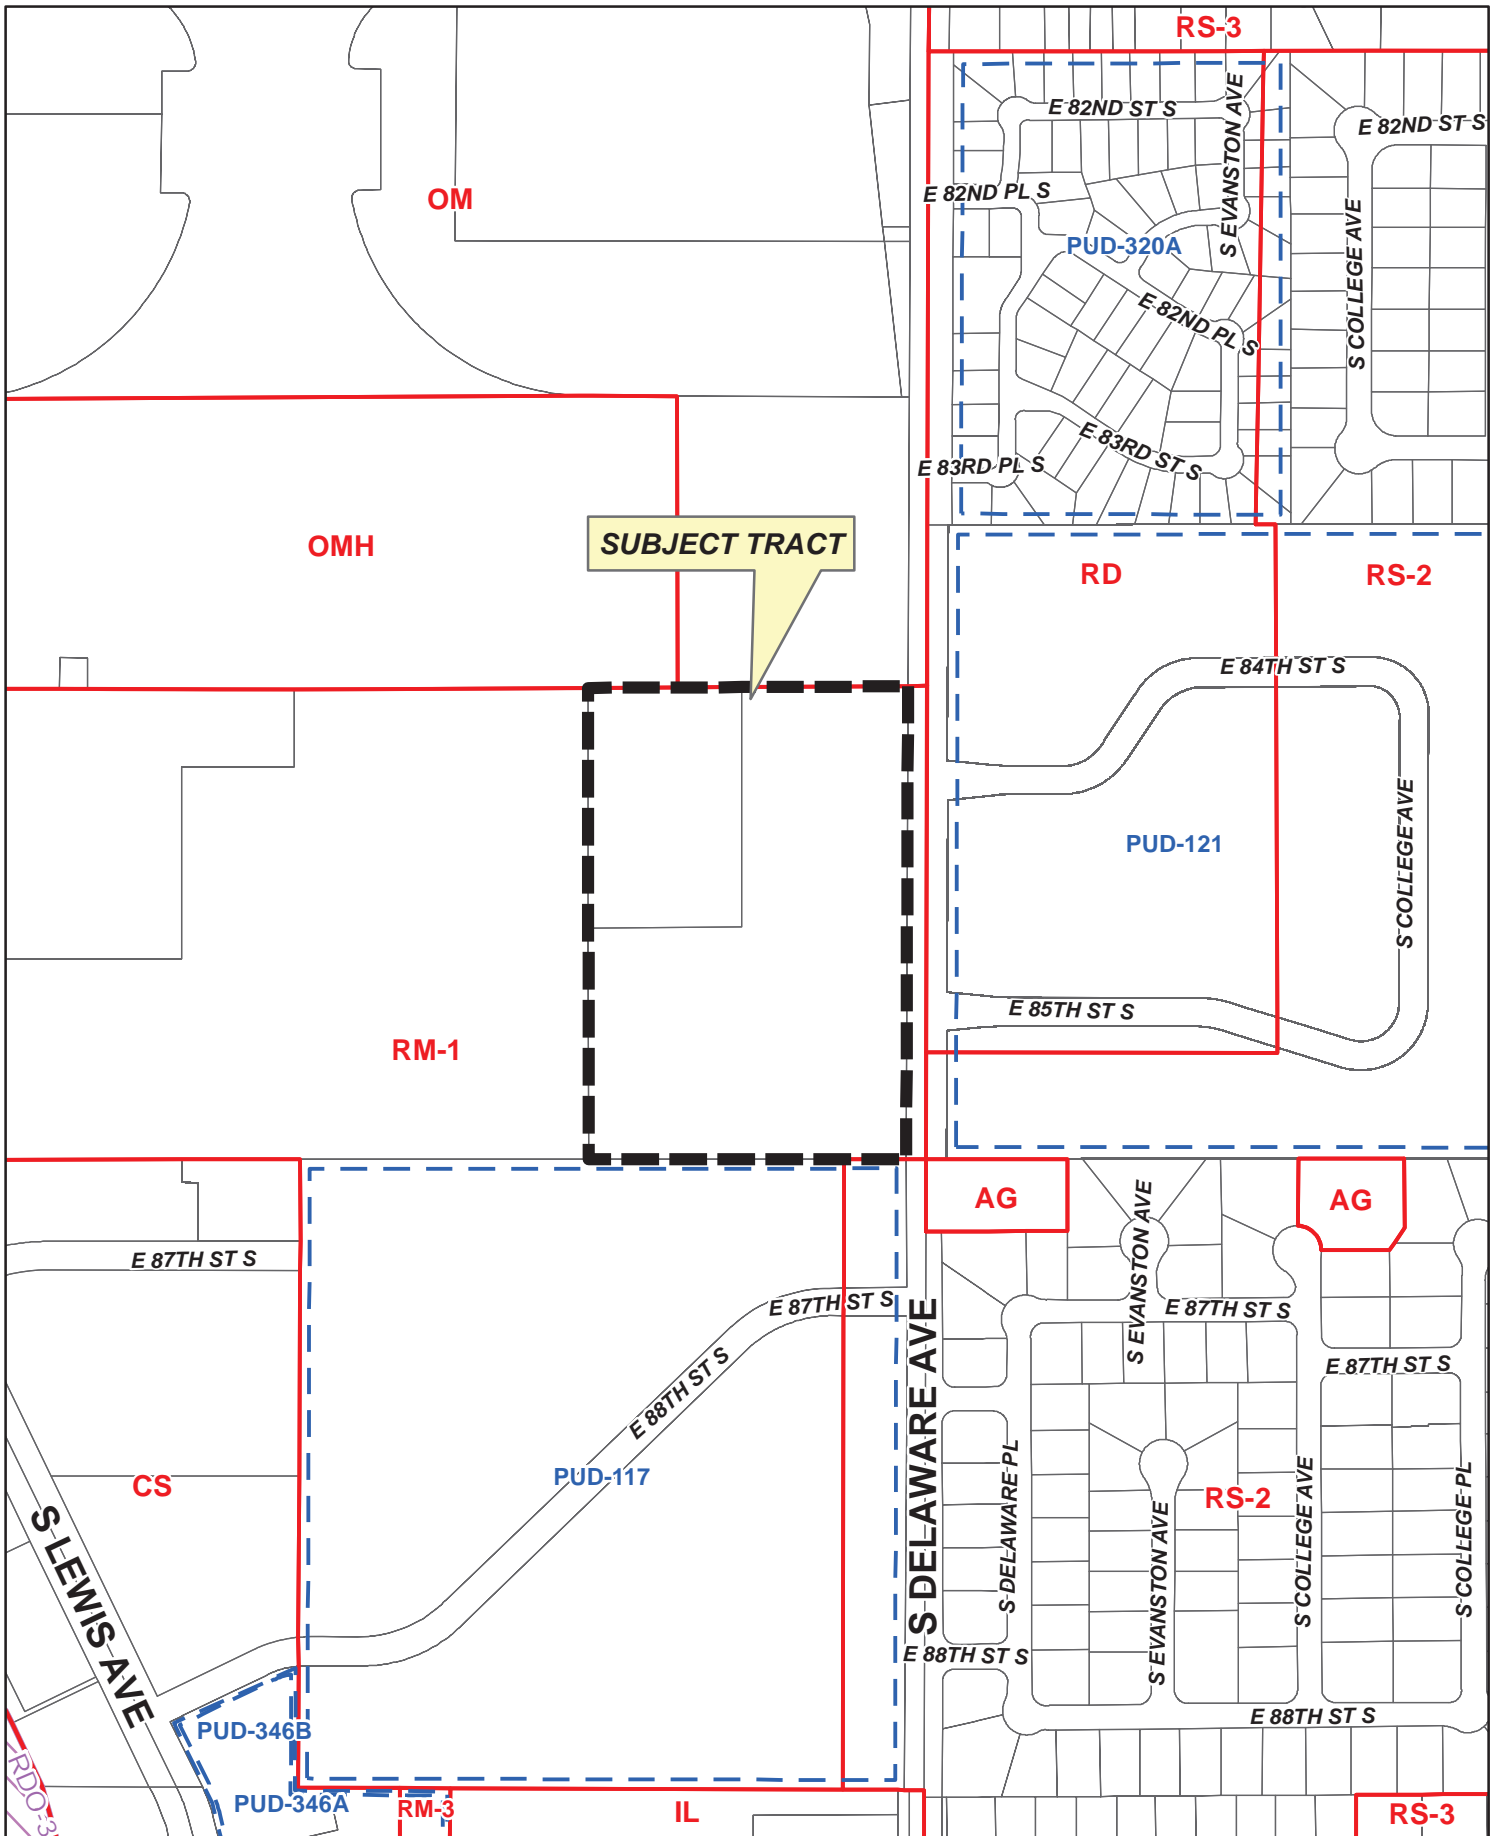 RS-3
E 82ND ST S
S EVANSTON AVE
E 82ND ST S
OM
E 82ND PL S
PUD-320A
S COLLEGE AVE
E 82ND PL S
E 83RD ST S
E 83RD PL S
OMH
SUBJECT TRACT
RD
RS-2
E 84TH ST S
PUD-121
S COLLEGE AVE
E 85TH ST S
RM-1
AG
AG
S EVANSTON AVE
E 87TH ST S
E 87TH ST S
E 87TH ST S
E 87TH ST S
E 88TH ST S
S DELAWARE AVE
PUD-117
CS
S LEWIS AVE
S DELAWARE PL
S EVANSTON AVE
RS-2
S COLLEGE AVE
S COLLEGE PL
E 88TH ST S
E 88TH ST S
PUD-346B
PUD-346A
RM-3
IL
RS-3